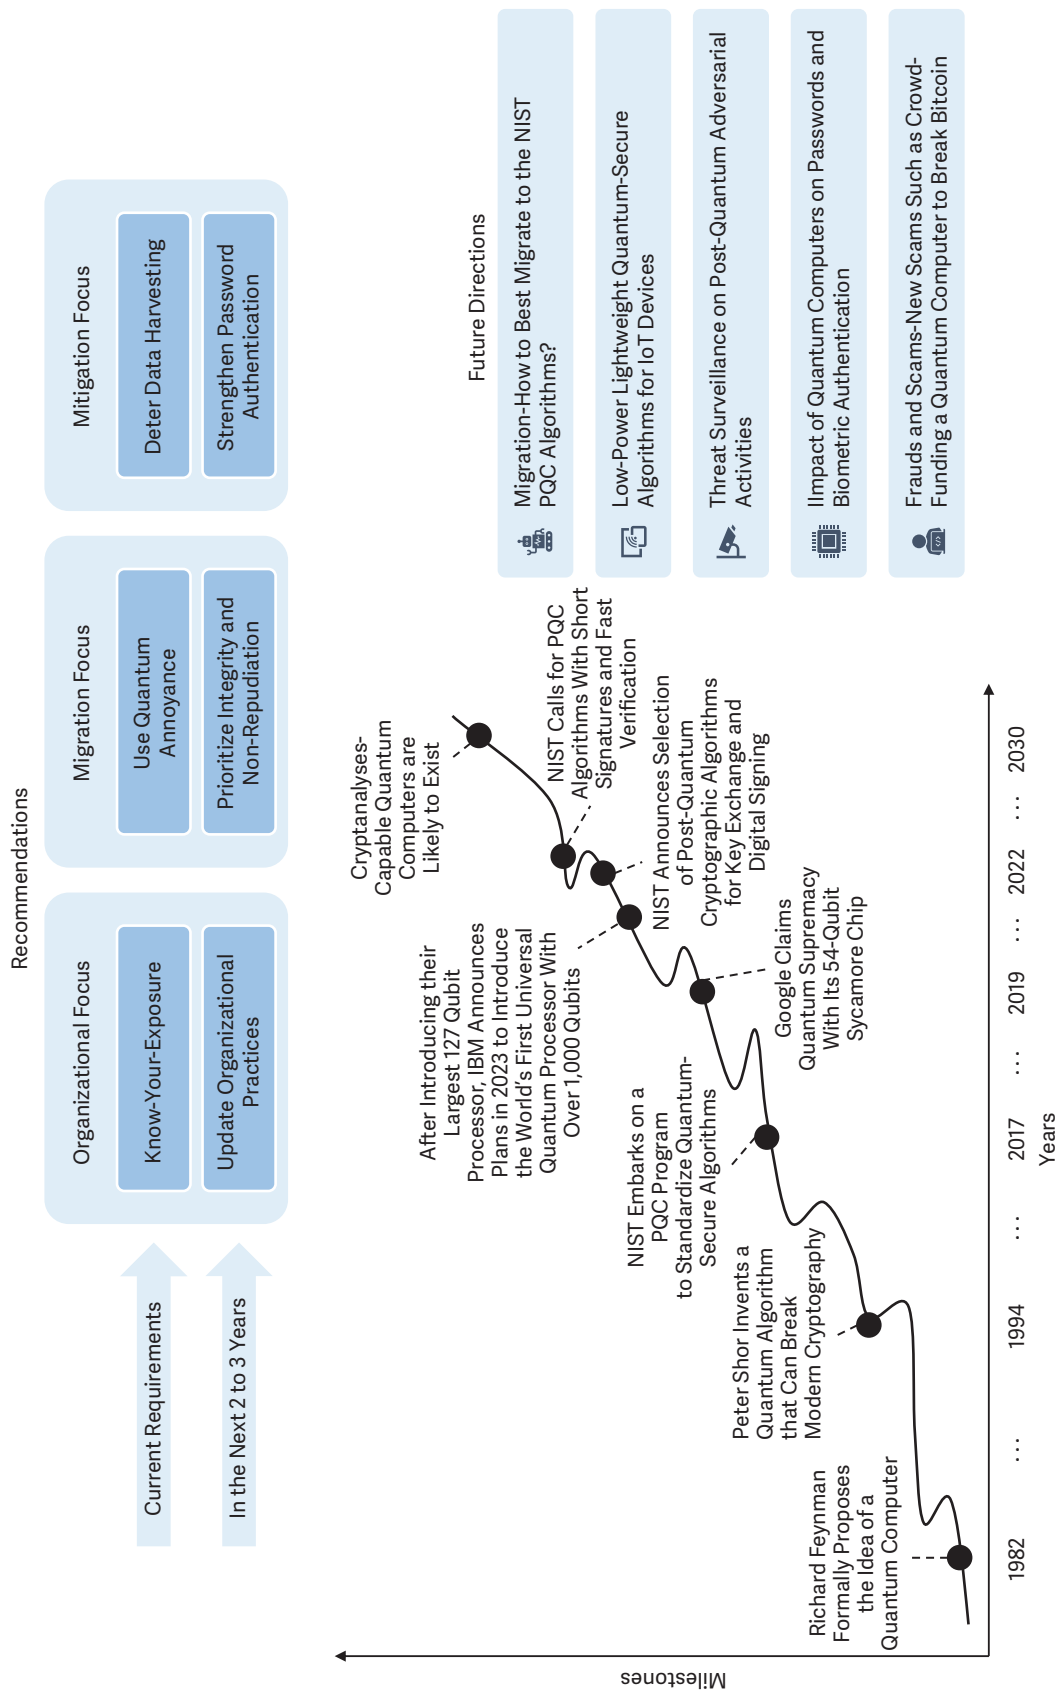 Recommendations
Organizational Focus
Migration Focus
Mitigation Focus
Current Requirements
Know-Your-Exposure
Use Quantum
Annoyance
Deter Data Harvesting
In the Next 2 to 3 Years
Update Organizational
Practices
Prioritize Integrity and
Non-Repudiation
Strengthen Password
Authentication
Milestones
Richard Feynman
Formally Proposes
the Idea of a
Quantum Computer
Peter Shor Invents a
Quantum Algorithm
that Can Break
Modern Cryptography
NIST Embarks on a
PQC Program
to Standardize Quantum-
Secure Algorithms
After Introducing their
Largest 127 Qubit
Processor, IBM Announces
Plans in 2023 to Introduce
the World's First Universal
Quantum Processor With
Over 1,000 Qubits
Google Claims
Quantum Supremacy
With Its 54-Qubit
Sycamore Chip
Cryptanalyses-
Capable Quantum
Computers are
Likely to Exist
NIST Calls for PQC
Algorithms With Short
Signatures and Fast
Verification
NIST Announces Selection
of Post-Quantum
Cryptographic Algorithms
for Key Exchange and
Digital Signing
1982 ... 1994 ... 2017 ... 2019 ... 2022 ... 2030
Years
Future Directions
Migration-How to Best Migrate to the NIST
PQC Algorithms?
Low-Power Lightweight Quantum-Secure
Algorithms for IoT Devices
Threat Surveillance on Post-Quantum Adversarial
Activities
IImpact of Quantum Computers on Passwords and
Biometric Authentication
Frauds and Scams-New Scams Such as Crowd-
Funding a Quantum Computer to Break Bitcoin